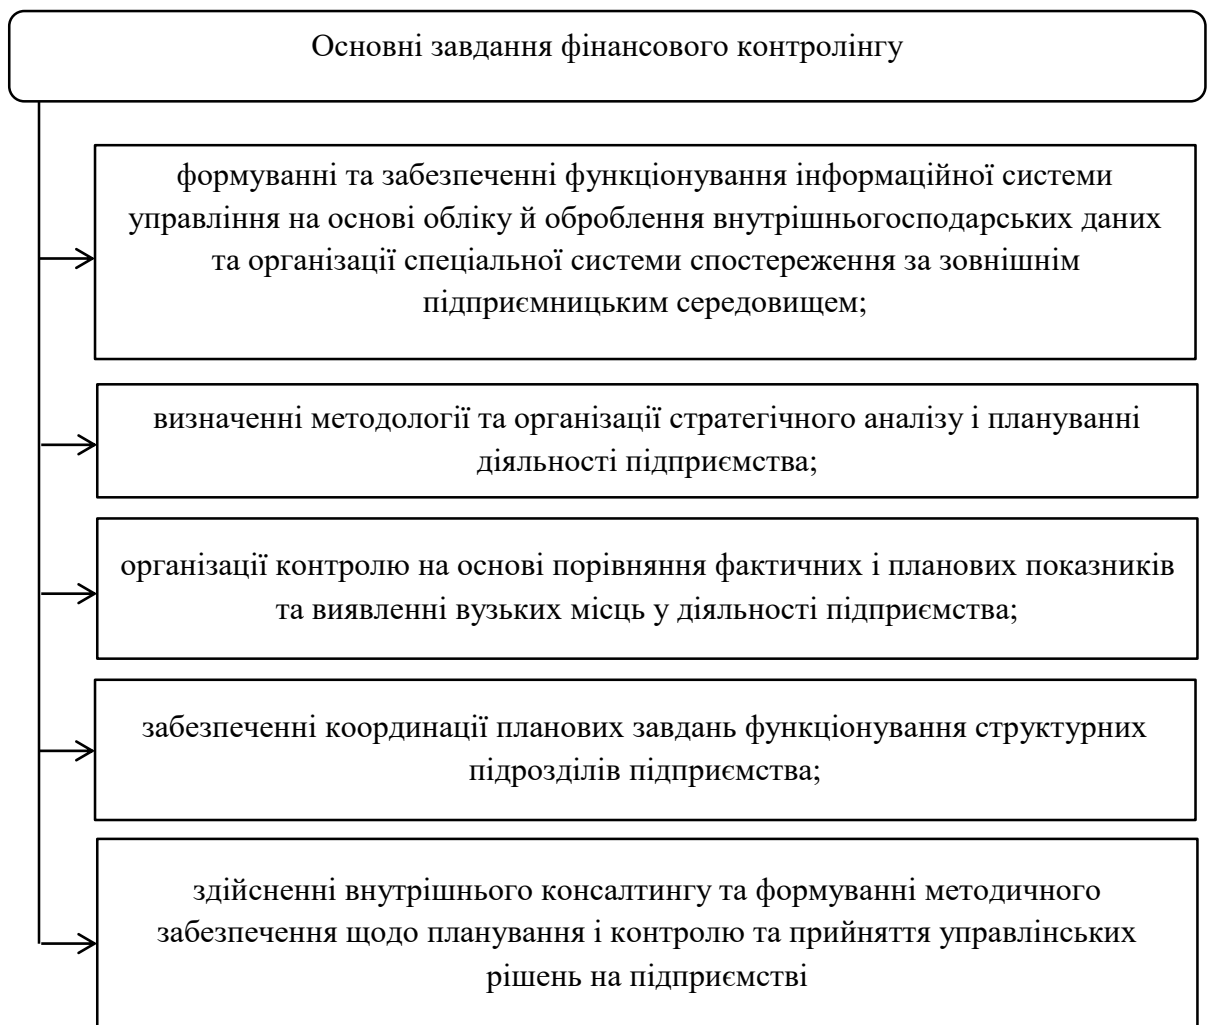 Основні завдання фінансового контролінгу
формуванні та забезпеченні функціонування інформаційної системи
управління на основі обліку й оброблення внутрішньогосподарських даних
та організації спеціальної системи спостереження за зовнішнім
підприємницьким середовищем;
визначенні методології та організації стратегічного аналізу і плануванні
діяльності підприємства;
організації контролю на основі порівняння фактичних і планових показників
та виявленні вузьких місць у діяльності підприємства;
забезпеченні координації планових завдань функціонування структурних
підрозділів підприємства;
здійсненні внутрішнього консалтингу та формуванні методичного
забезпечення щодо планування і контролю та прийняття управлінських
рішень на підприємстві